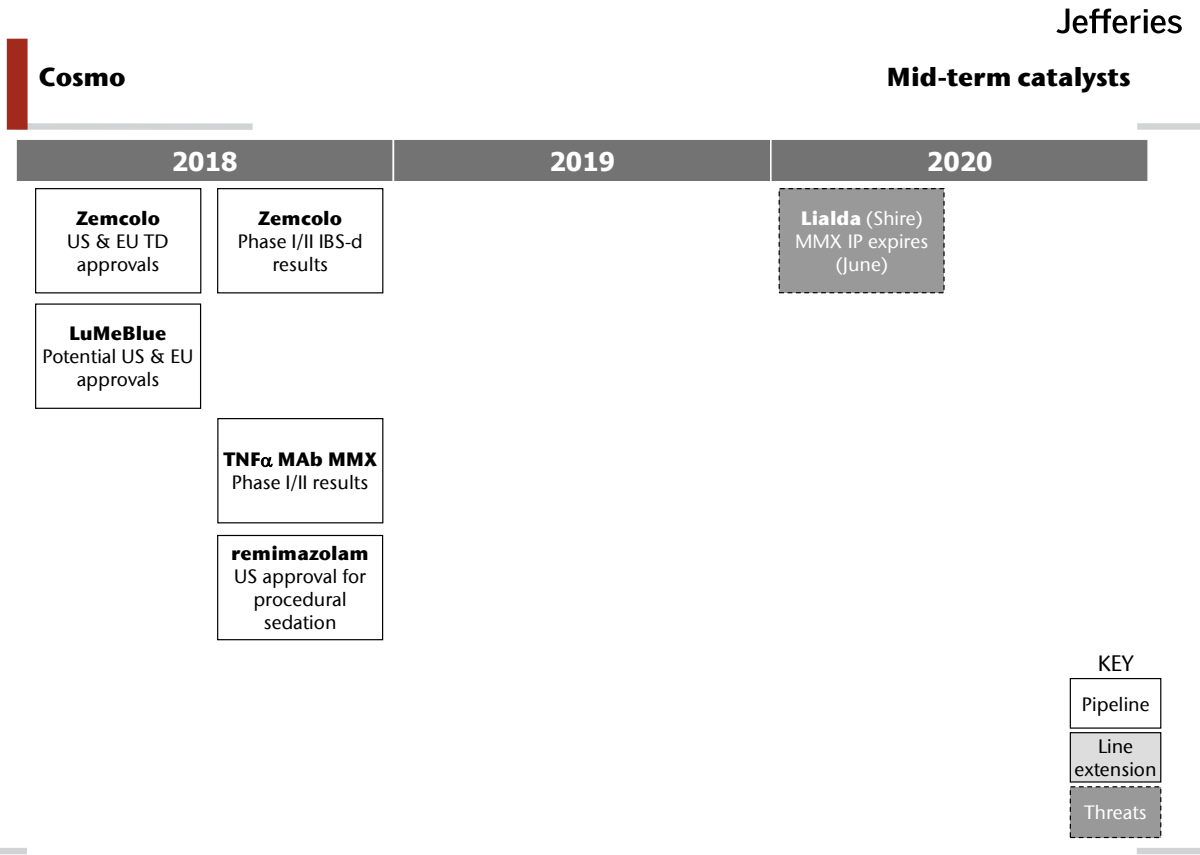 Jefferies
Cosmo
Mid-term catalysts
2018
2019
2020
Zemcolo
US & EU TD
approvals
Zemcolo
Phase I/II IBS-d
results
Lialda (Shire)
MMX IP expires
(June)
LuMeBlue
Potential US & EU
approvals
TNFα MAb MMX
Phase I/II results
remimazolam
US approval for
procedural
sedation
KEY
Pipeline
Line
extension
Threats